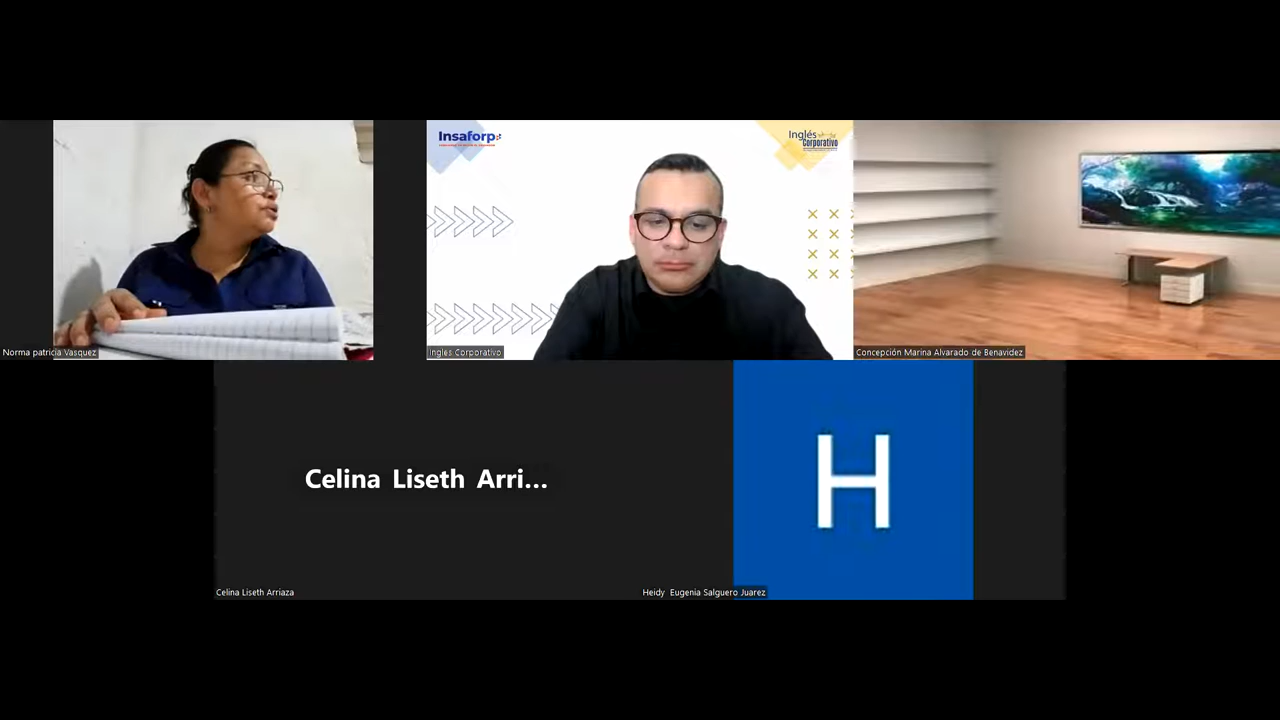 Insaforp
Inglés
Corporativo
Norma patricia Vasquez
Ingles Corporativo
Concepción Marina Alvarado de Benavidez
Celina Liseth Arri...
H
Celina Liseth Arriaza
Heidy Eugenia Salguero Juarez